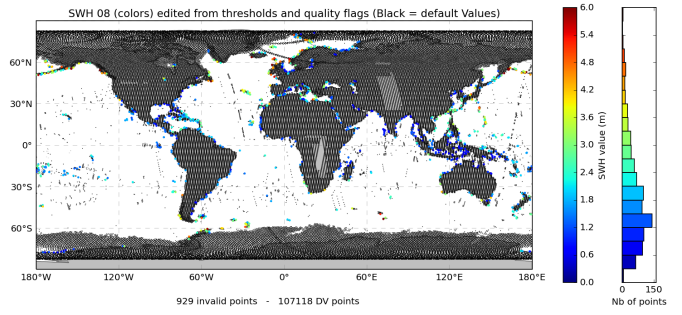 SWH 08 (colors) edited from thresholds and quality flags (Black = default Values)
60°N
30°N
0°
30°S
60°S
180°W
120°W
60°W
0°
60°E
120°E
180°E
929 invalid points - 107118 DV points
6.0
5.4
4.8
4.2
3.6
3.0
2.4
1.8
1.2
0.6
0.0
SWH value (m)
0
150
Nb of points